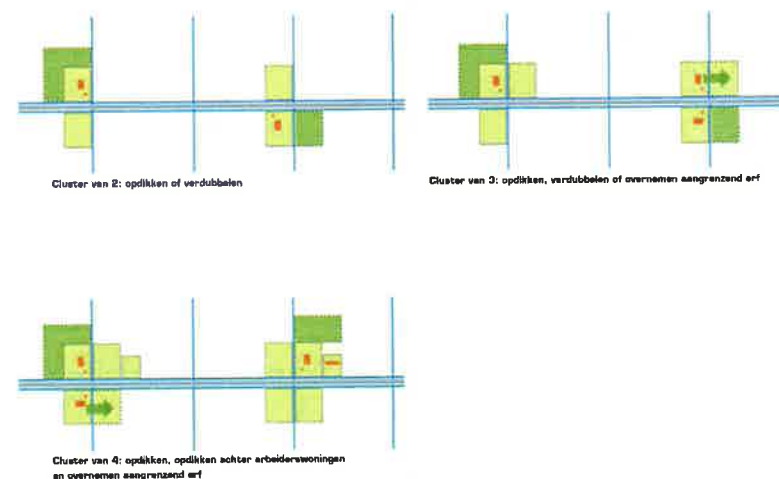 Cluster van 2: opdikken of verdubbelen
Cluster van 3: opdikken, verdubbelen of overnemen aangrenzend erf
Cluster van 4: opdikken, opdikken achter arbeiderswoningen
en overnemen aangrenzend erf